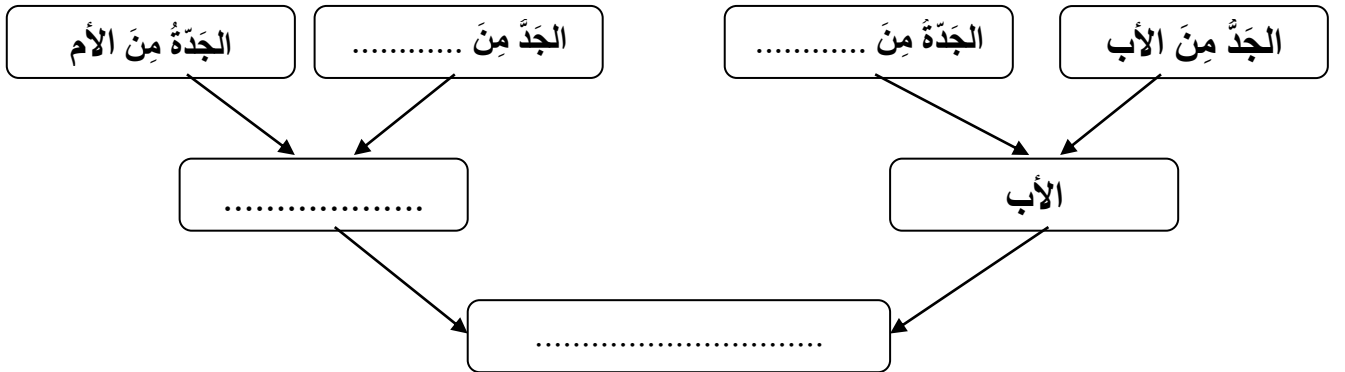 الجَدُّ مِنَ الأب
الجَدّةُ مِنَ ............
الجَدَّ مِنَ ............
الجَدّةُ مِنَ الأم
الأب
...................
..............................